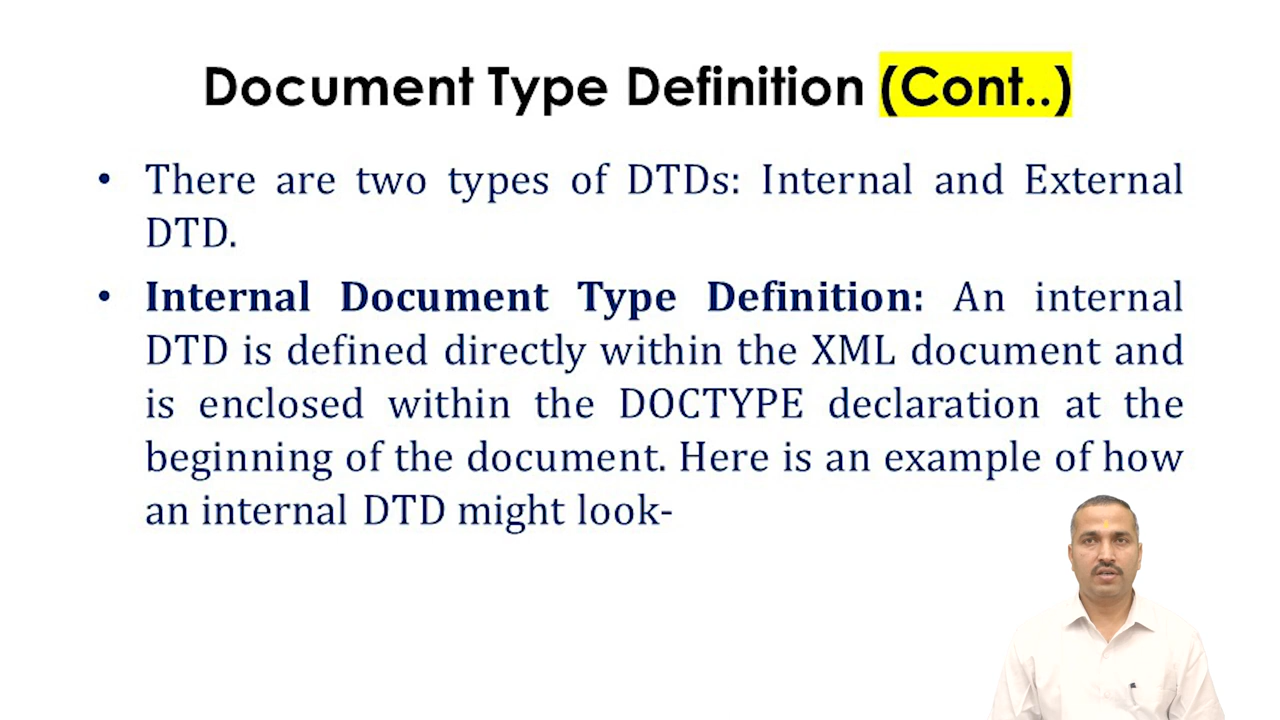 Document Type Definition (Cont..)
• There are two types of DTDs: Internal and External
DTD.
• Internal Document Type Definition: An internal
DTD is defined directly within the XML document and
is enclosed within the DOCTYPE declaration at the
beginning of the document. Here is an example of how
an internal DTD might look-